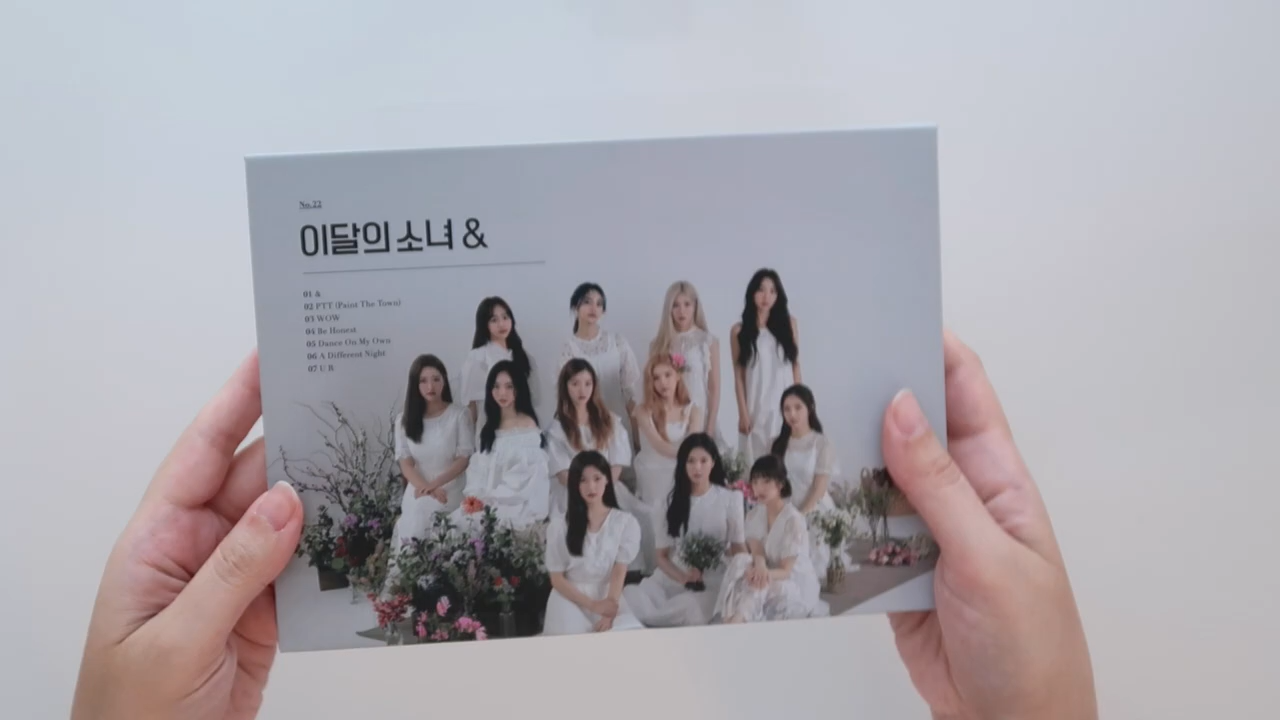 No.22
이달의 소녀 &
01 &
02 PTT (Paint The Town)
03 WOW
04 Be Honest
05 Dance On My Own
06 A Different Night
07 U R